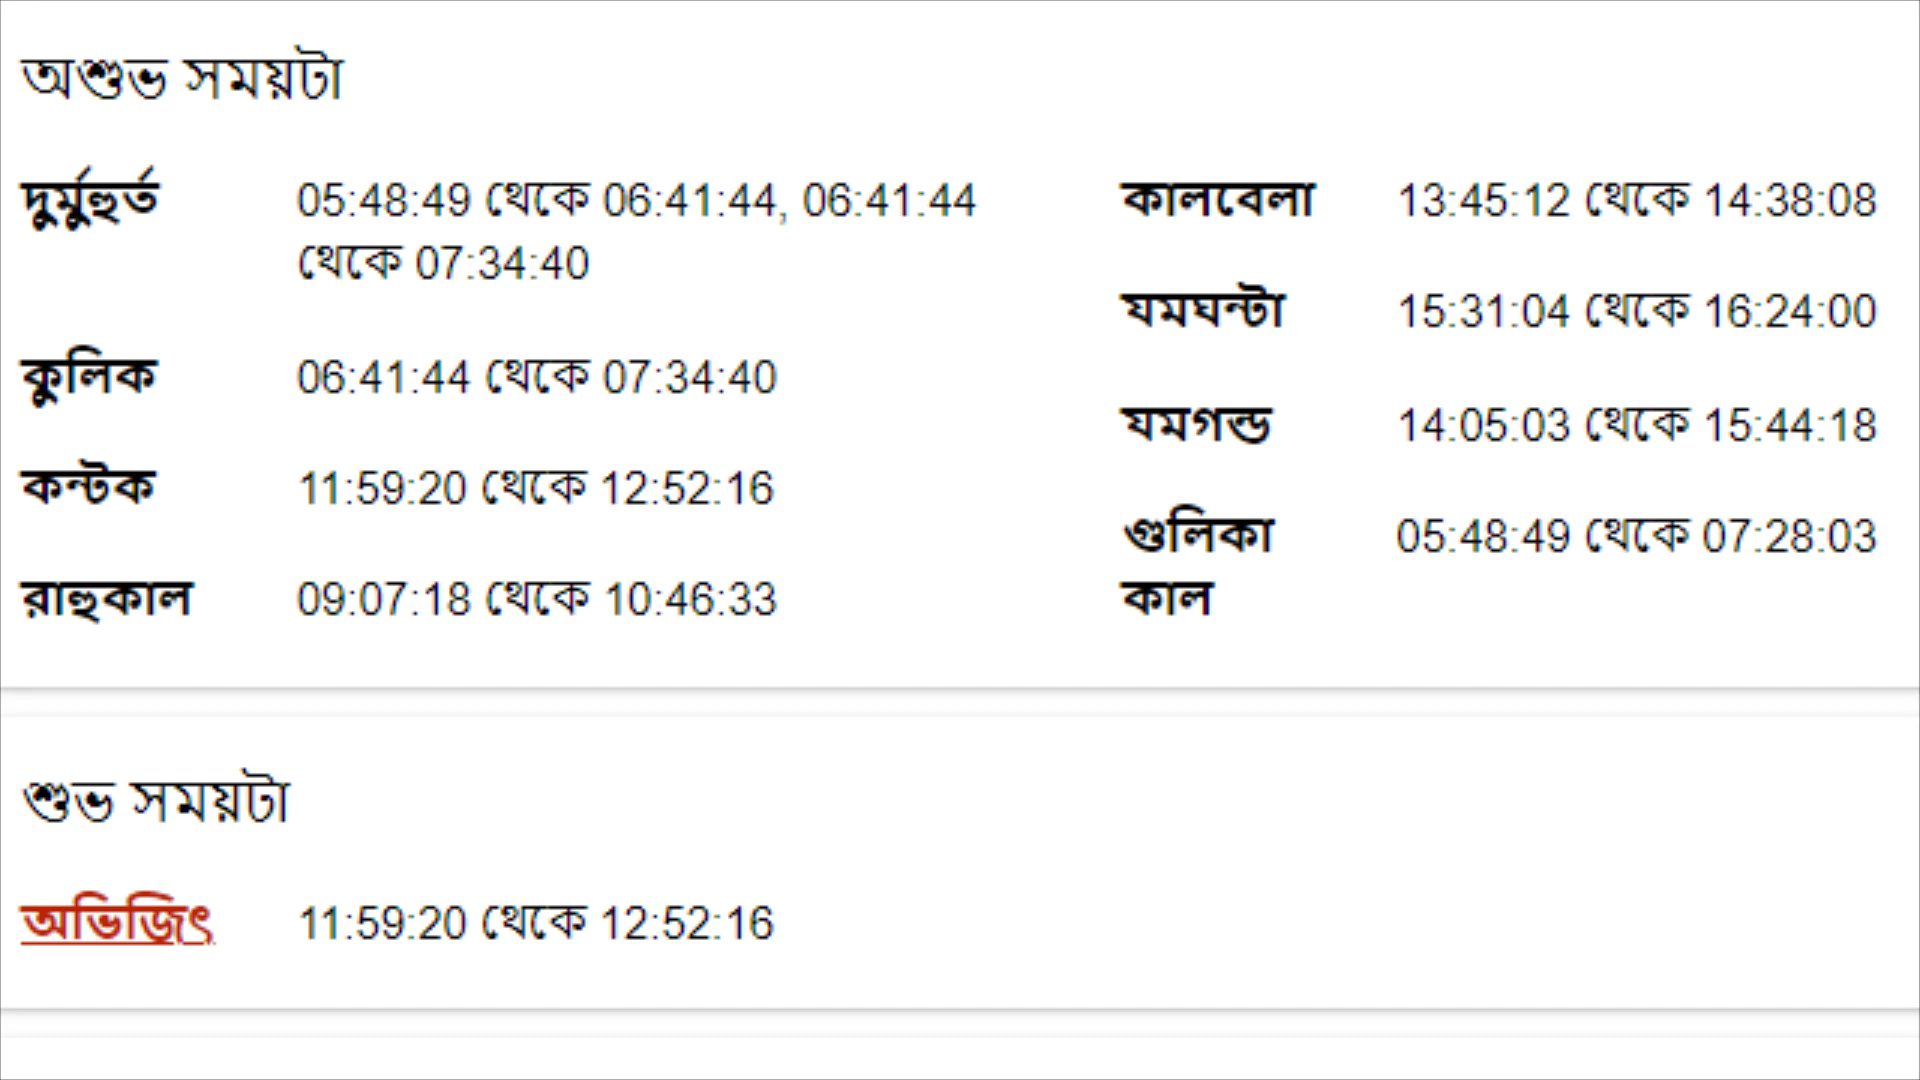 অশুভ সময়টা
দুর্মুহুর্ত 05:48:49 থেকে 06:41:44, 06:41:44
থেকে 07:34:40
কুলিক 06:41:44 থেকে 07:34:40
কন্টক 11:59:20 থেকে 12:52:16
রাহুকাল 09:07:18 থেকে 10:46:33
কালবেলা 13:45:12 থেকে 14:38:08
যমঘন্টা 15:31:04 থেকে 16:24:00
যমগন্ড 14:05:03 থেকে 15:44:18
গুলিকা 05:48:49 থেকে 07:28:03
কাল
শুভ সময়টা
অভিজিৎ 11:59:20 থেকে 12:52:16